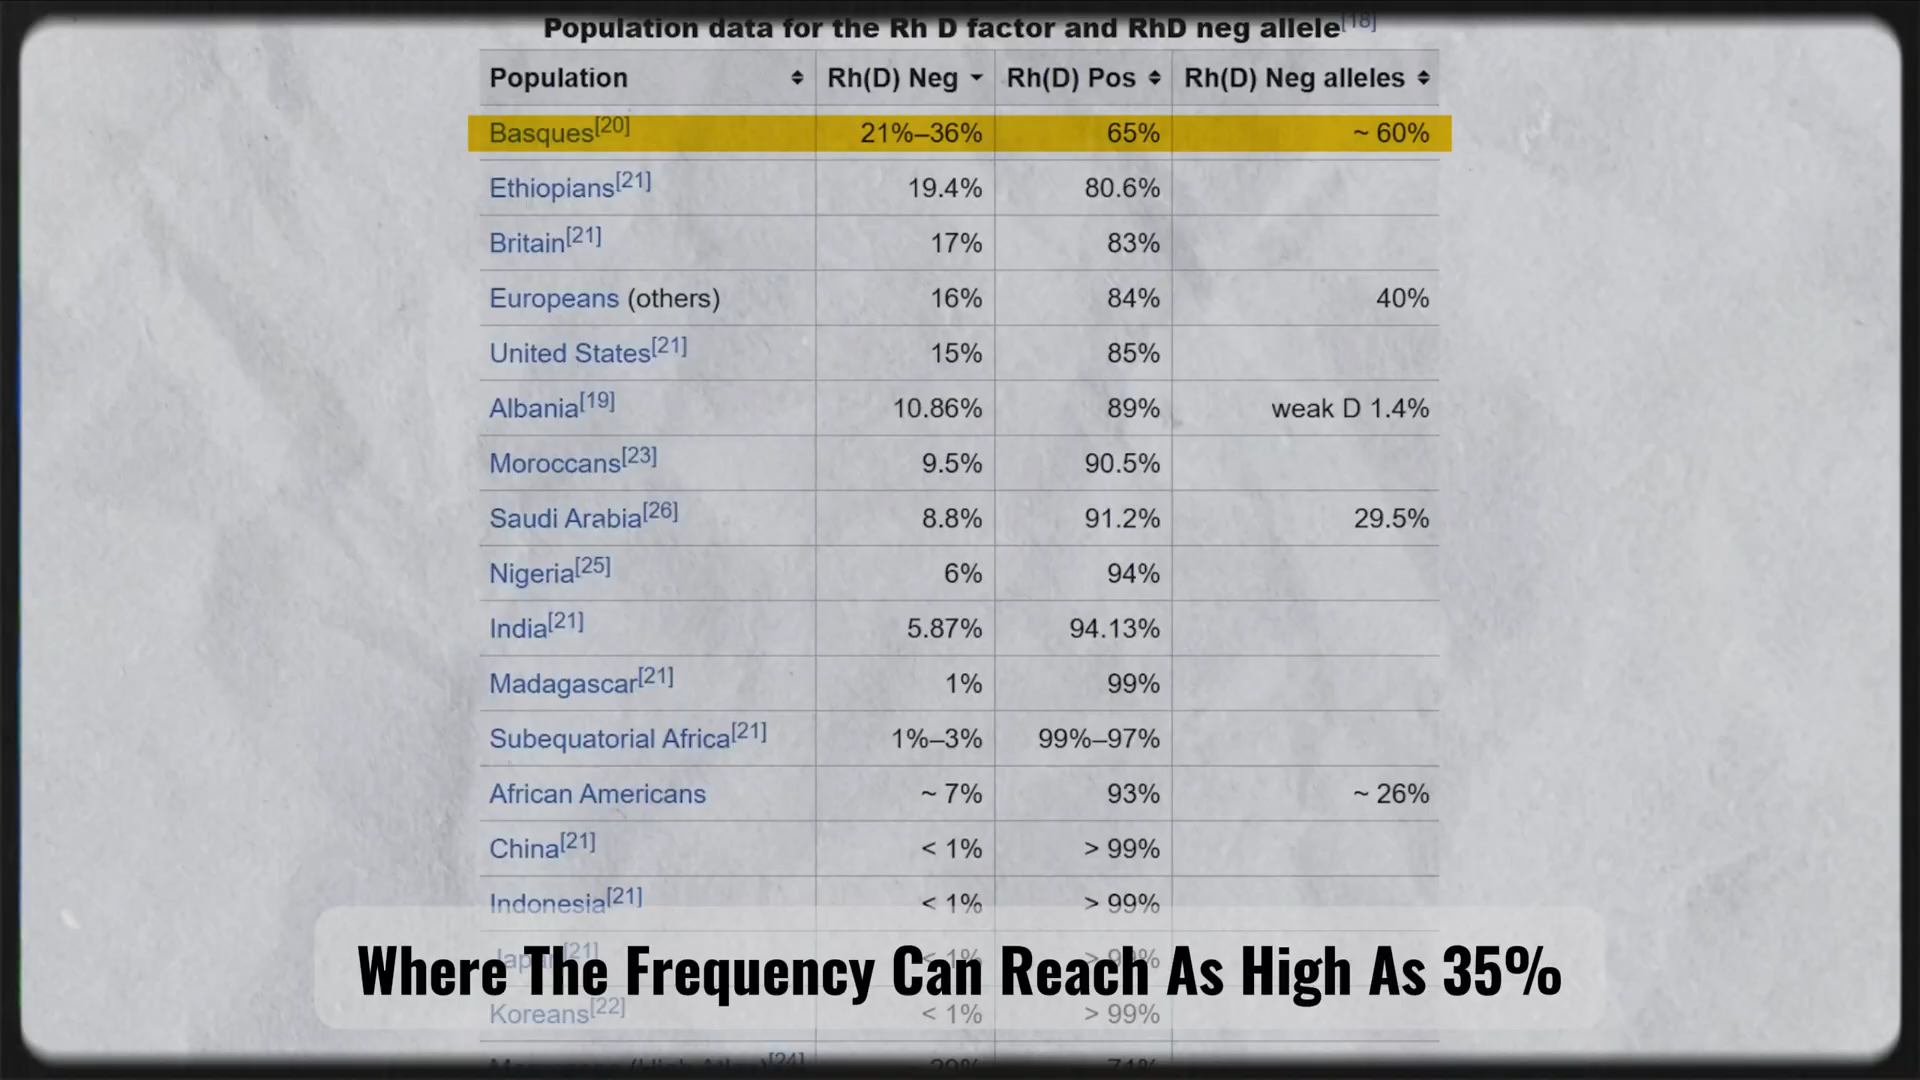 Population data for the Rh D factor and RhD neg allele[18]
Population Rh(D) Neg Rh(D) Pos Rh(D) Neg alleles
Basques[20] 21%–36% 65% ~ 60%
Ethiopians[21] 19.4% 80.6%
Britain[21] 17% 83%
Europeans (others) 16% 84% 40%
United States[21] 15% 85%
Albania[19] 10.86% 89% weak D 1.4%
Moroccans[23] 9.5% 90.5%
Saudi Arabia[26] 8.8% 91.2% 29.5%
Nigeria[25] 6% 94%
India[21] 5.87% 94.13%
Madagascar[21] 1% 99%
Subequatorial Africa[21] 1%–3% 99%–97%
African Americans ~ 7% 93% ~ 26%
China[21] < 1% > 99%
Indonesia[21] < 1% > 99%
Japan[21] < 1% > 99%
Where The Frequency Can Reach As High As 35%
Koreans[22] < 1% > 99%